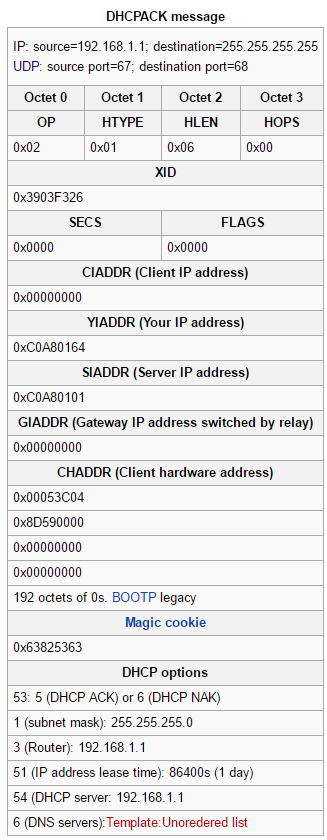 DHCPACK message
IP: source=192.168.1.1; destination=255.255.255.255
UDP: source port=67; destination port=68
Octet 0 Octet 1 Octet 2 Octet 3
OP HTYPE HLEN HOPS
0x02 0x01 0x06 0x00
XID
0x3903F326
SECS FLAGS
0x0000 0x0000
CIADDR (Client IP address)
0x00000000
YIADDR (Your IP address)
0xC0A80164
SIADDR (Server IP address)
0xC0A80101
GIADDR (Gateway IP address switched by relay)
0x00000000
CHADDR (Client hardware address)
0x00053C04
0x8D590000
0x00000000
0x00000000
192 octets of 0s. BOOTP legacy
Magic cookie
0x63825363
DHCP options
53: 5 (DHCP ACK) or 6 (DHCP NAK)
1 (subnet mask): 255.255.255.0
3 (Router): 192.168.1.1
51 (IP address lease time): 86400s (1 day)
54 (DHCP server: 192.168.1.1
6 (DNS servers):Template:Unoredered list